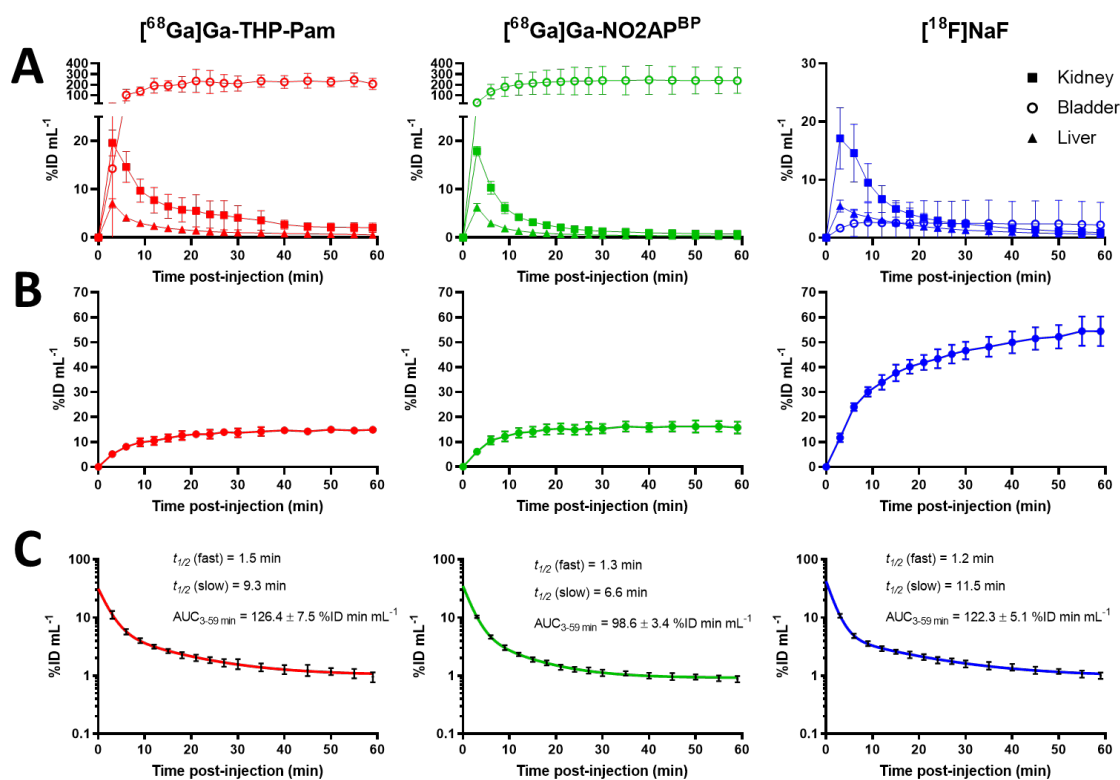 [⁶⁸Ga]Ga-THP-Pam
[⁶⁸Ga]Ga-NO2APᴮᴾ
[¹⁸F]NaF
A
%ID mL⁻¹
400
300
200
100
20
10
0
0 10 20 30 40 50 60
Time post-injection (min)
%ID mL⁻¹
400
300
200
100
20
10
0
0 10 20 30 40 50 60
Time post-injection (min)
%ID mL⁻¹
30
20
10
0
0 10 20 30 40 50 60
Time post-injection (min)
Kidney
Bladder
Liver
B
%ID mL⁻¹
70
60
50
40
30
20
10
0
0 10 20 30 40 50 60
Time post-injection (min)
%ID mL⁻¹
70
60
50
40
30
20
10
0
0 10 20 30 40 50 60
Time post-injection (min)
%ID mL⁻¹
70
60
50
40
30
20
10
0
0 10 20 30 40 50 60
Time post-injection (min)
C
%ID mL⁻¹
100
10
1
0.1
t1/2 (fast) = 1.5 min
t1/2 (slow) = 9.3 min
AUC3-59 min = 126.4 ± 7.5 %ID min mL⁻¹
0 10 20 30 40 50 60
Time post-injection (min)
%ID mL⁻¹
100
10
1
0.1
t1/2 (fast) = 1.3 min
t1/2 (slow) = 6.6 min
AUC3-59 min = 98.6 ± 3.4 %ID min mL⁻¹
0 10 20 30 40 50 60
Time post-injection (min)
%ID mL⁻¹
100
10
1
0.1
t1/2 (fast) = 1.2 min
t1/2 (slow) = 11.5 min
AUC3-59 min = 122.3 ± 5.1 %ID min mL⁻¹
0 10 20 30 40 50 60
Time post-injection (min)